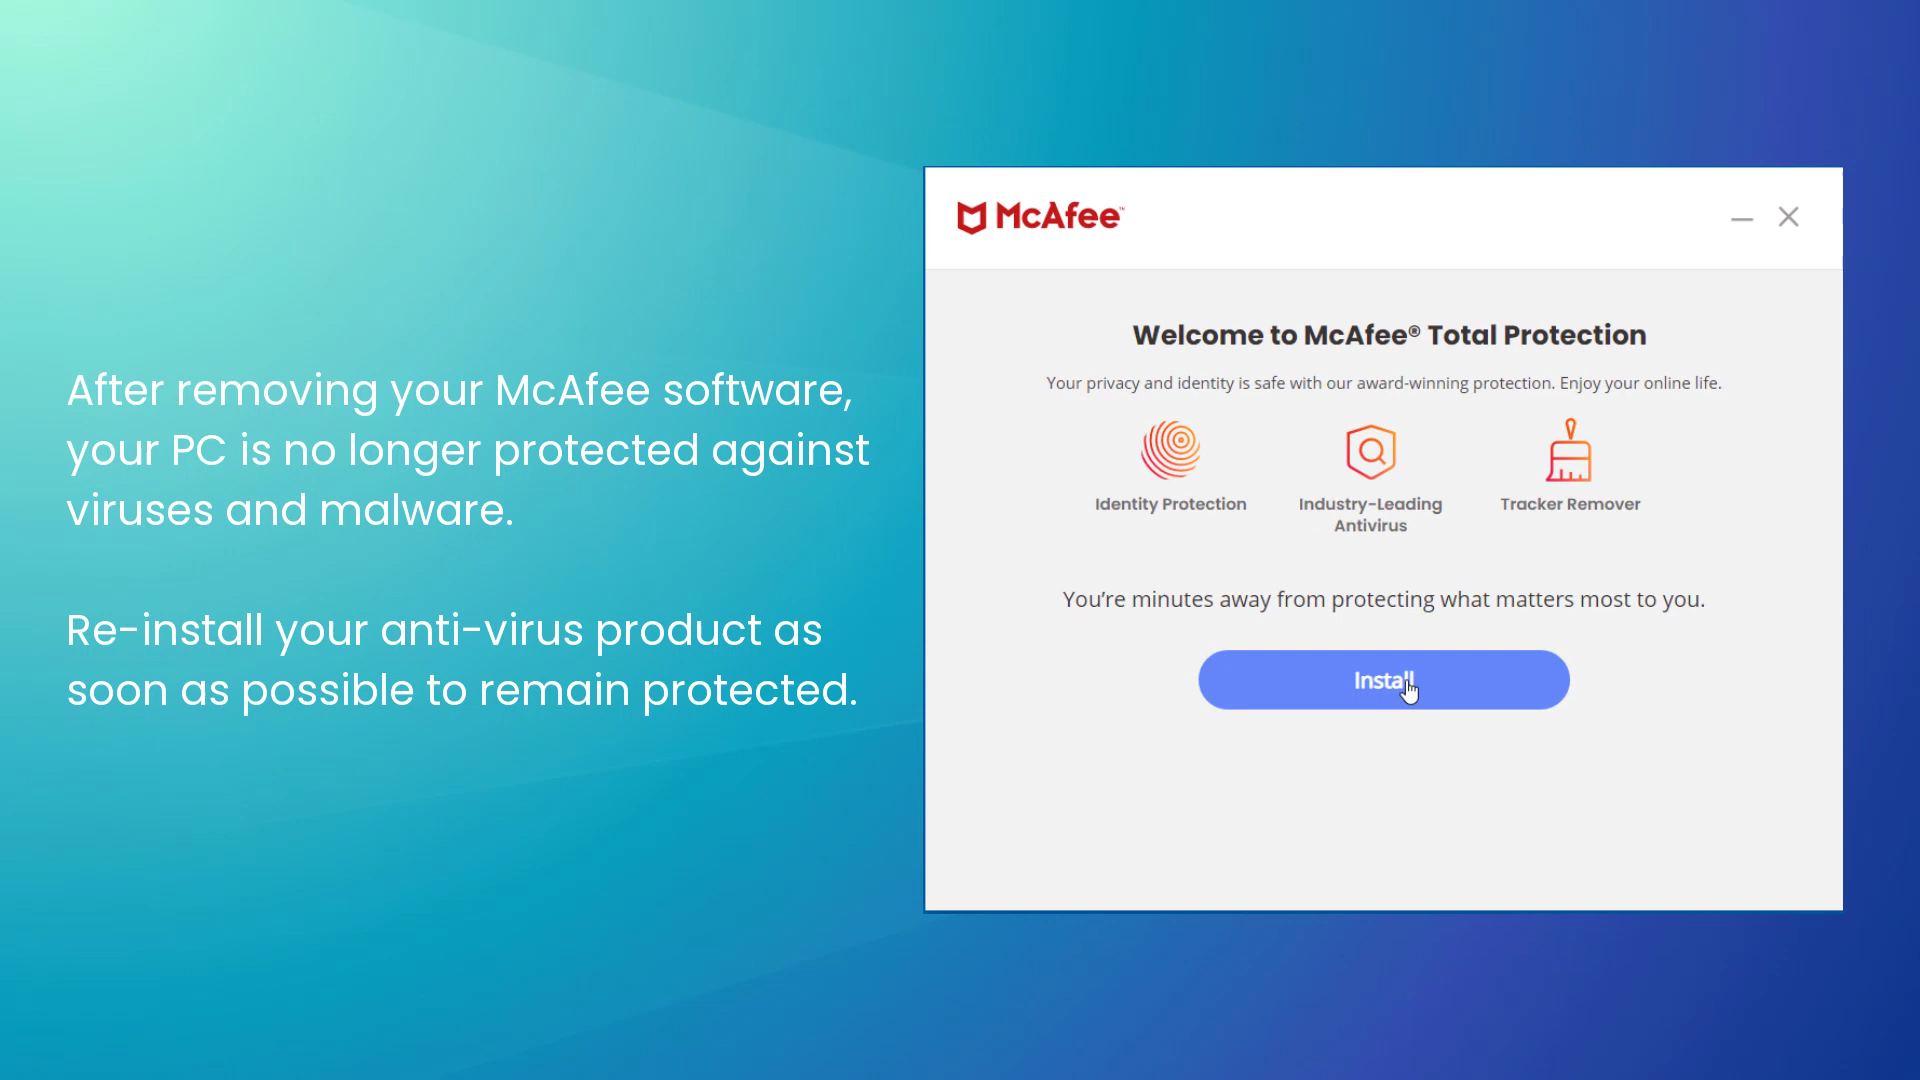 After removing your McAfee software,
your PC is no longer protected against
viruses and malware.
Re-install your anti-virus product as
soon as possible to remain protected.
McAfee™
Welcome to McAfee® Total Protection
Your privacy and identity is safe with our award-winning protection. Enjoy your online life.
Identity Protection
Industry-Leading
Antivirus
Tracker Remover
You're minutes away from protecting what matters most to you.
Install